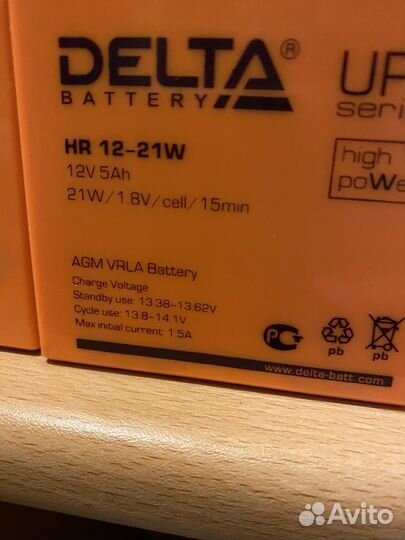 DELTA®
BATTERY
UP
seri
HR 12-21W
12V 5Ah
21W/1.8V/cell/15min
high
poWe
AGM VRLA Battery
Charge Voltage
Standby use: 13.38-13.62V
Cycle use: 13.8-14.1V
Max initial current: 1.5A
pb
pb
www.delta-batt.com
Avito